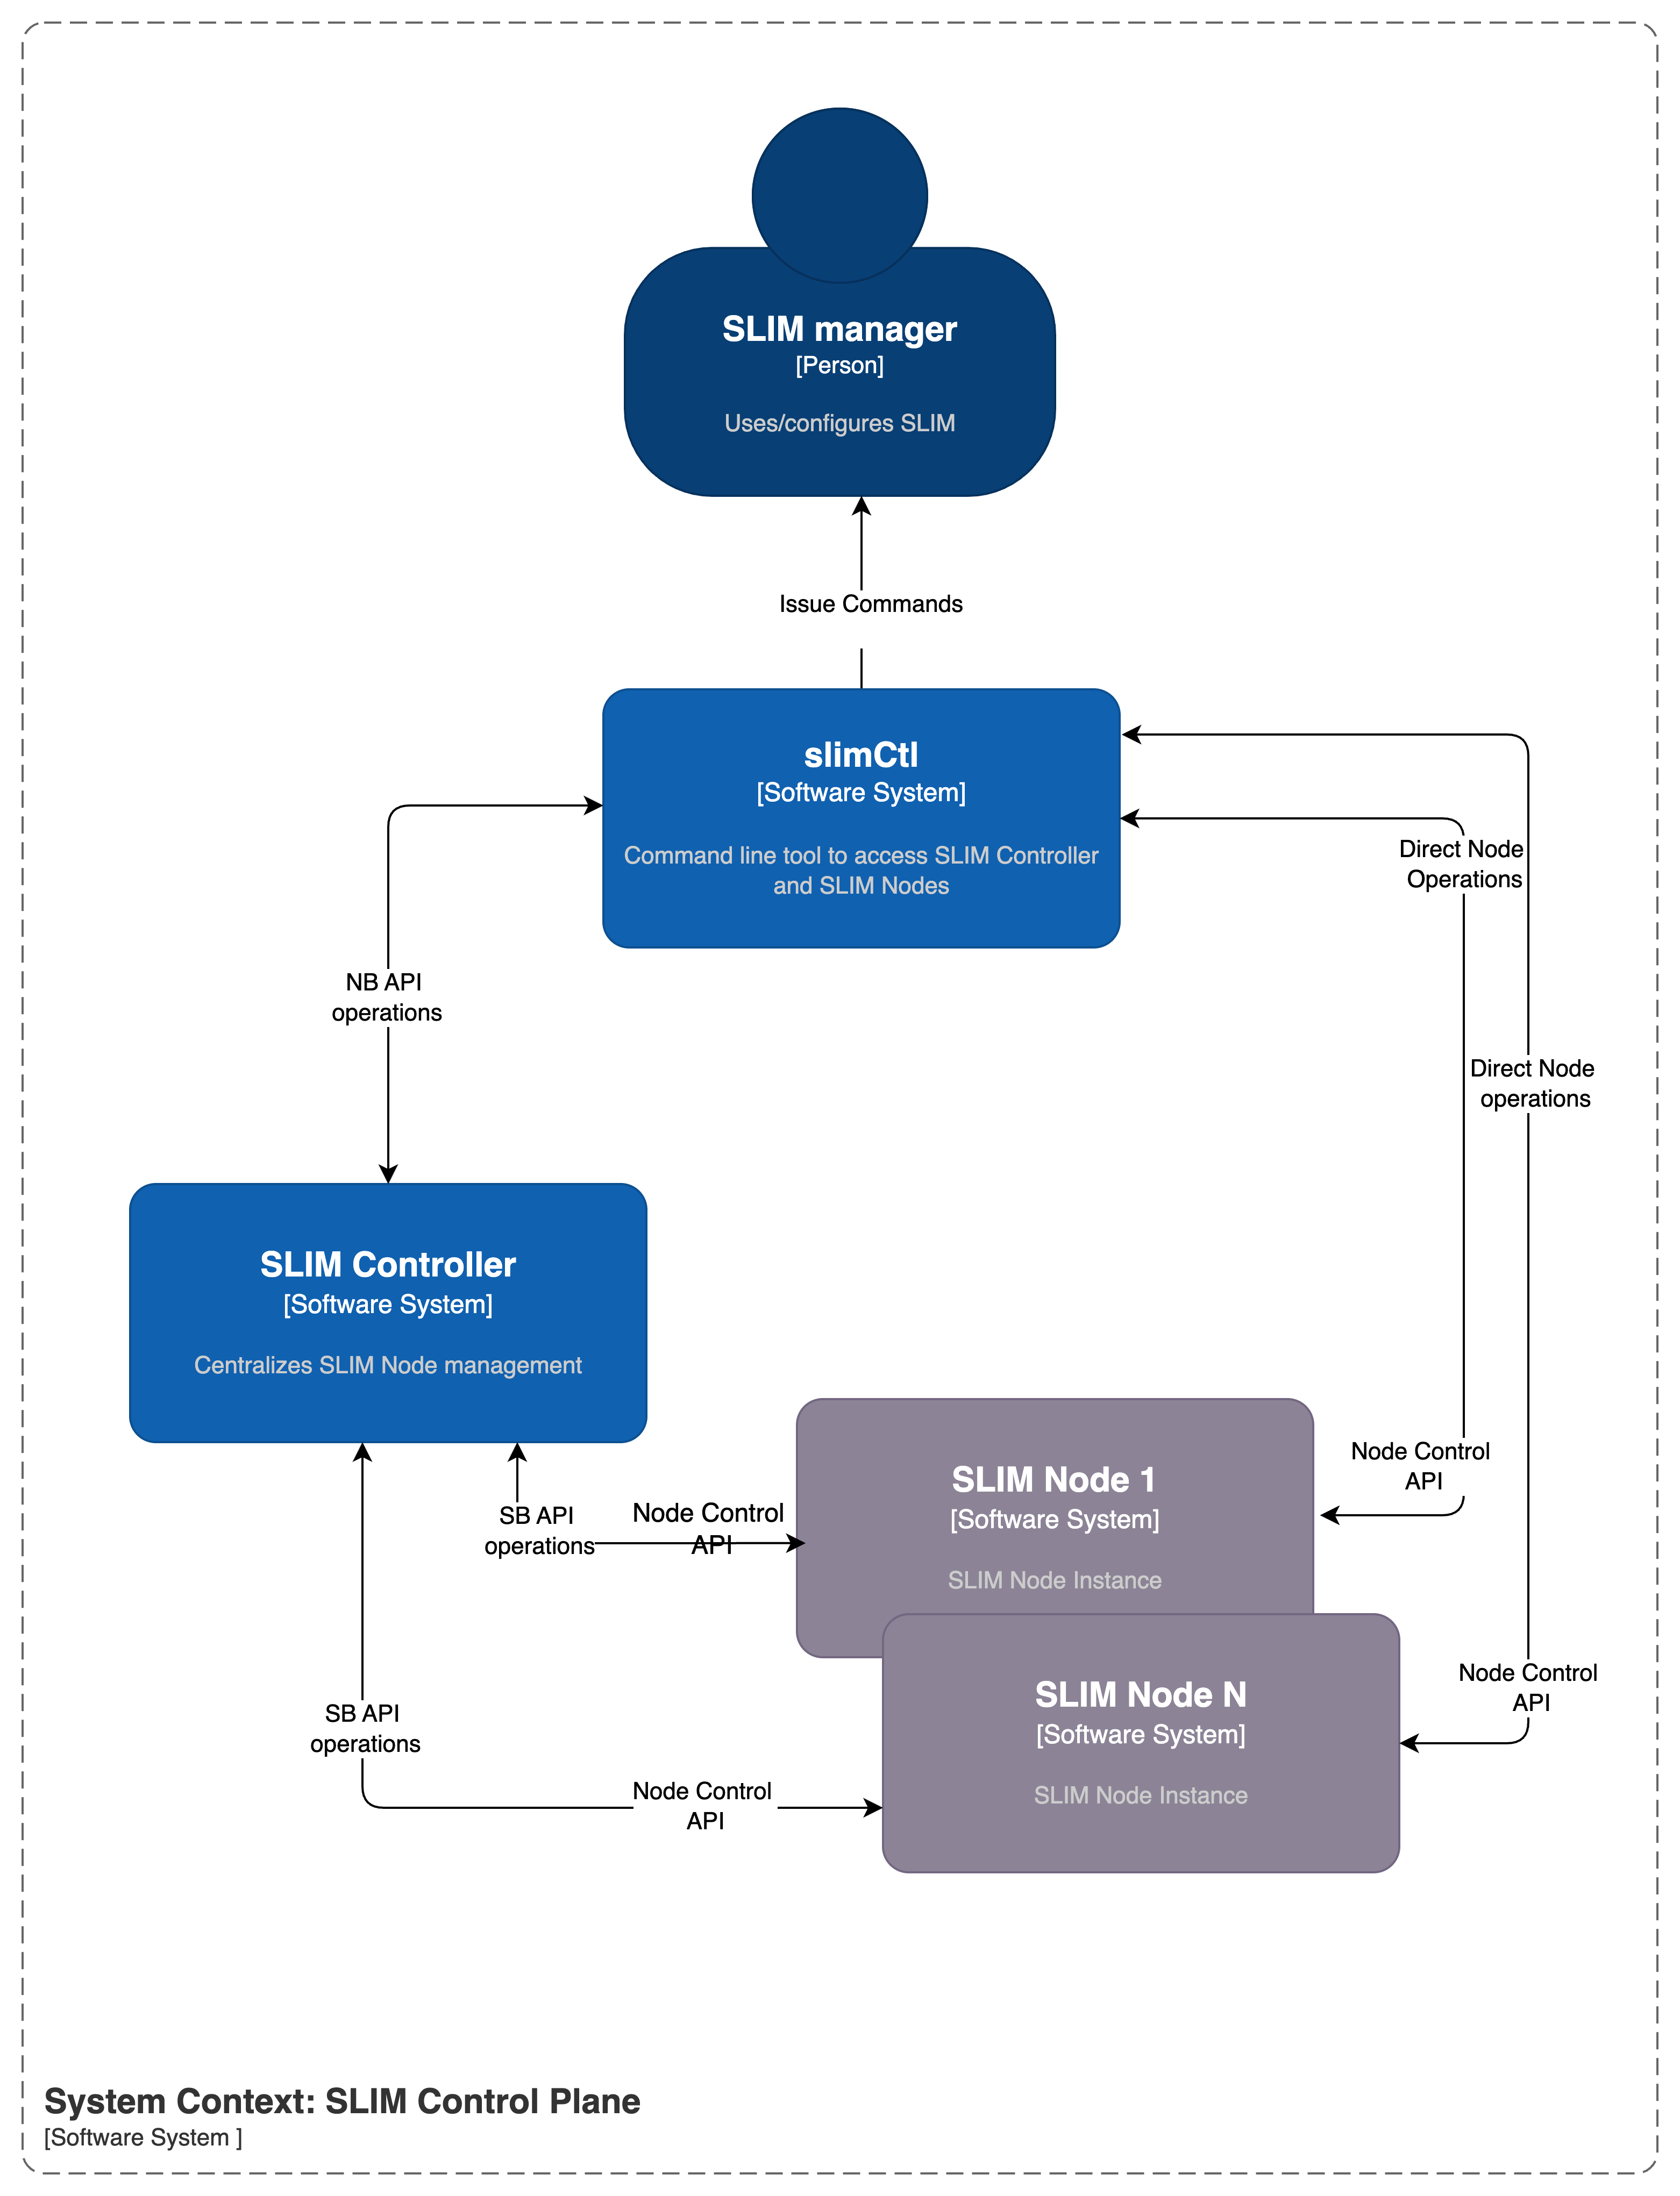 SLIM manager
[Person]
Uses/configures SLIM
Issue Commands
slimCtl
[Software System]
Command line tool to access SLIM Controller
and SLIM Nodes
Direct Node
Operations
NB API
operations
Direct Node
operations
SLIM Controller
[Software System]
Centralizes SLIM Node management
SLIM Node 1
[Software System]
SLIM Node Instance
Node Control
API
SB API
operations
Node Control
API
SLIM Node N
[Software System]
SLIM Node Instance
Node Control
API
SB API
operations
Node Control
API
System Context: SLIM Control Plane
[Software System ]